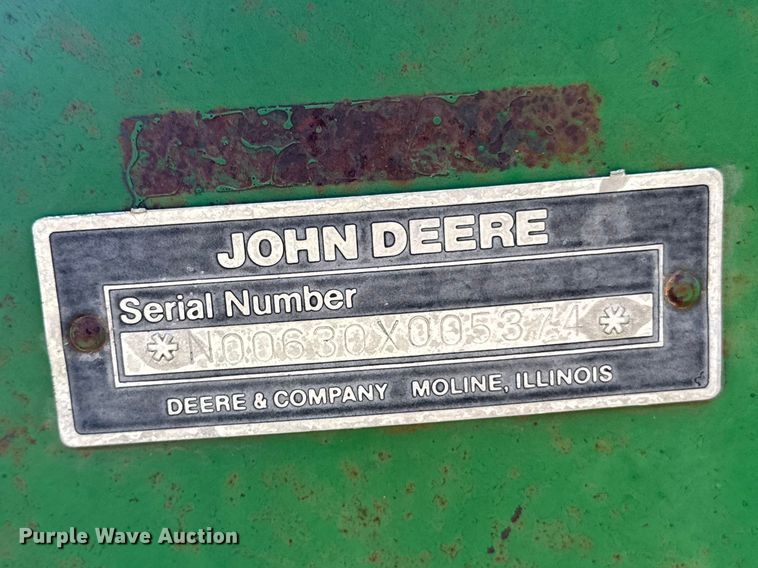 JOHN DEERE
Serial Number
*N00630X005374*
DEERE & COMPANY MOLINE, ILLINOIS
Purple Wave Auction